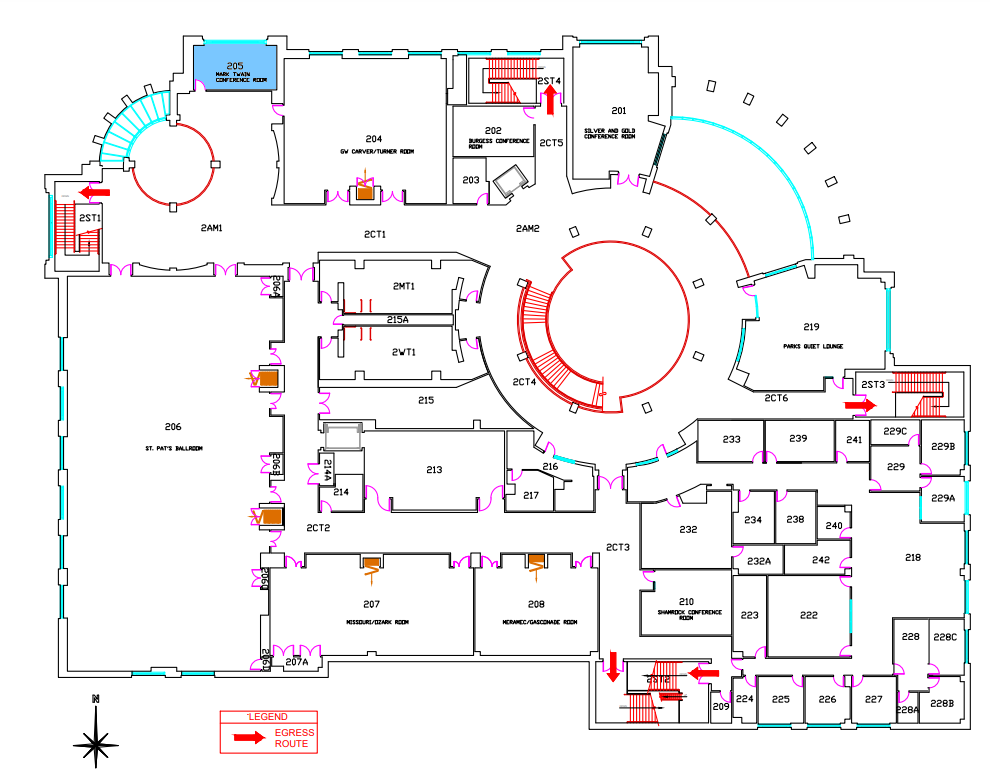 205
MARK TWAIN
CONFERENCE ROOM
204
GW CARVER/TURNER ROOM
2ST4
202
BURGESS CONFERENCE
ROOM
2CT5
201
SILVER AND GOLD
CONFERENCE ROOM
203
2ST1
2AM1
2CT1
2AM2
206A
2MT1
215A
2WT1
219
PARKS QUIET LOUNGE
2CT4
2ST3
2CT6
215
206
ST. PAT'S BALLROOM
206B
214A
214
213
216
217
233
239
241
229C
229B
229
229A
2CT2
2CT3
232
234
238
240
232A
242
218
207
MISSOURI/OZARK ROOM
208
MERAMEC/GASCONADE ROOM
210
SHAMROCK CONFERENCE
ROOM
223
222
228
228C
207A
2ST2
209
224
225
226
227
228A
228B
N
LEGEND
EGRESS
ROUTE